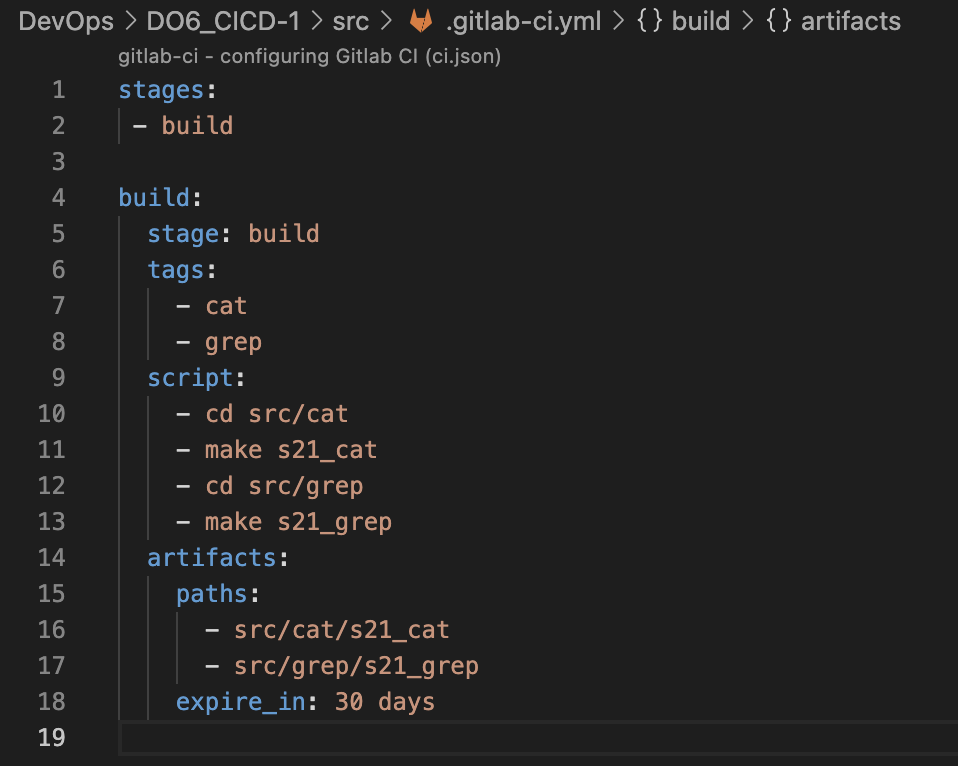 DevOps > DO6_CICD-1 > src > .gitlab-ci.yml > {} build > {} artifacts
gitlab-ci - configuring Gitlab CI (ci.json)
1 stages:
2 - build
3
4 build:
5 stage: build
6 tags:
7 - cat
8 - grep
9 script:
10 - cd src/cat
11 - make s21_cat
12 - cd src/grep
13 - make s21_grep
14 artifacts:
15 paths:
16 - src/cat/s21_cat
17 - src/grep/s21_grep
18 expire_in: 30 days
19